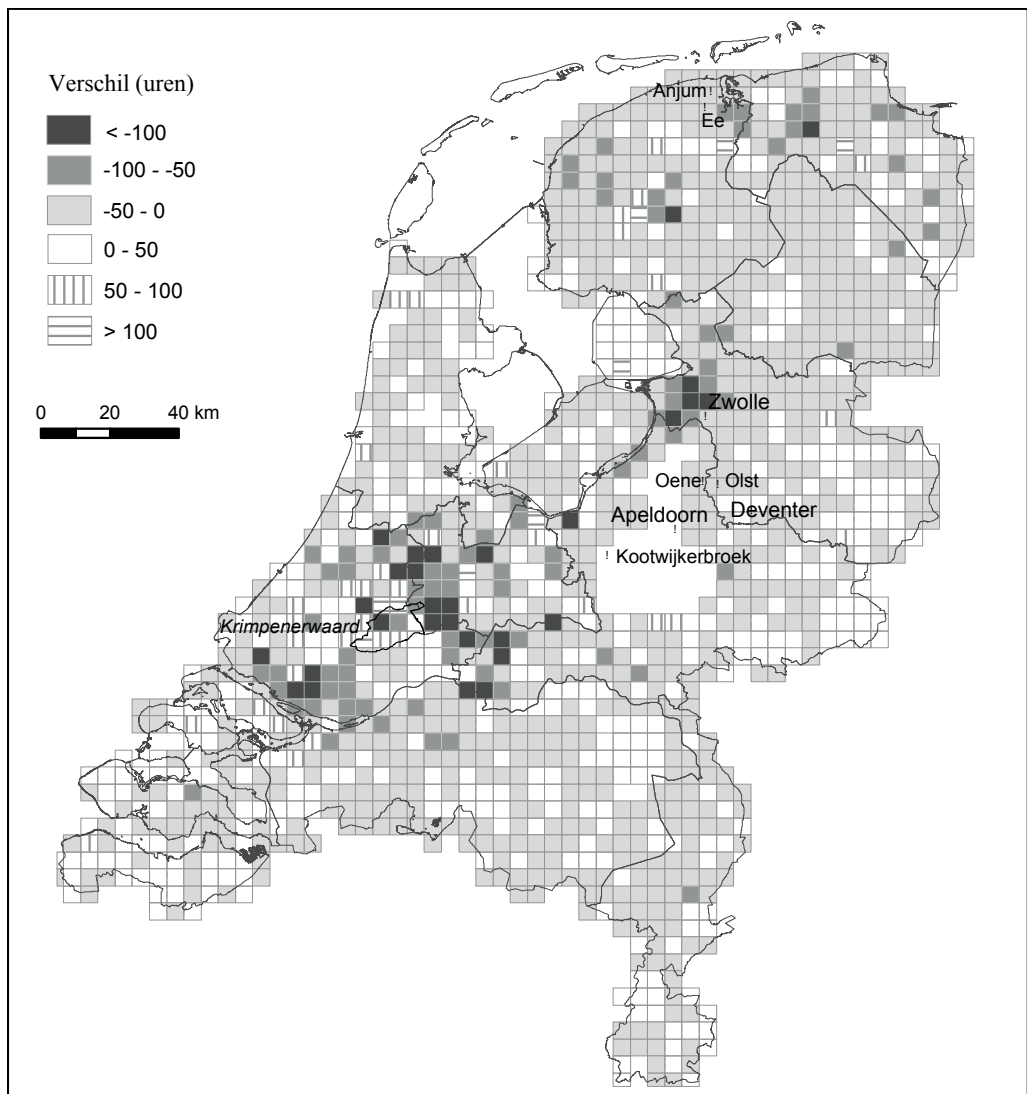 Verschil (uren)
< -100
-100 - -50
-50 - 0
0 - 50
50 - 100
> 100
0 20 40 km
Anjum
Ee
Zwolle
Oene
Olst
Apeldoorn
Deventer
Kootwijkerbroek
Krimpenerwaard